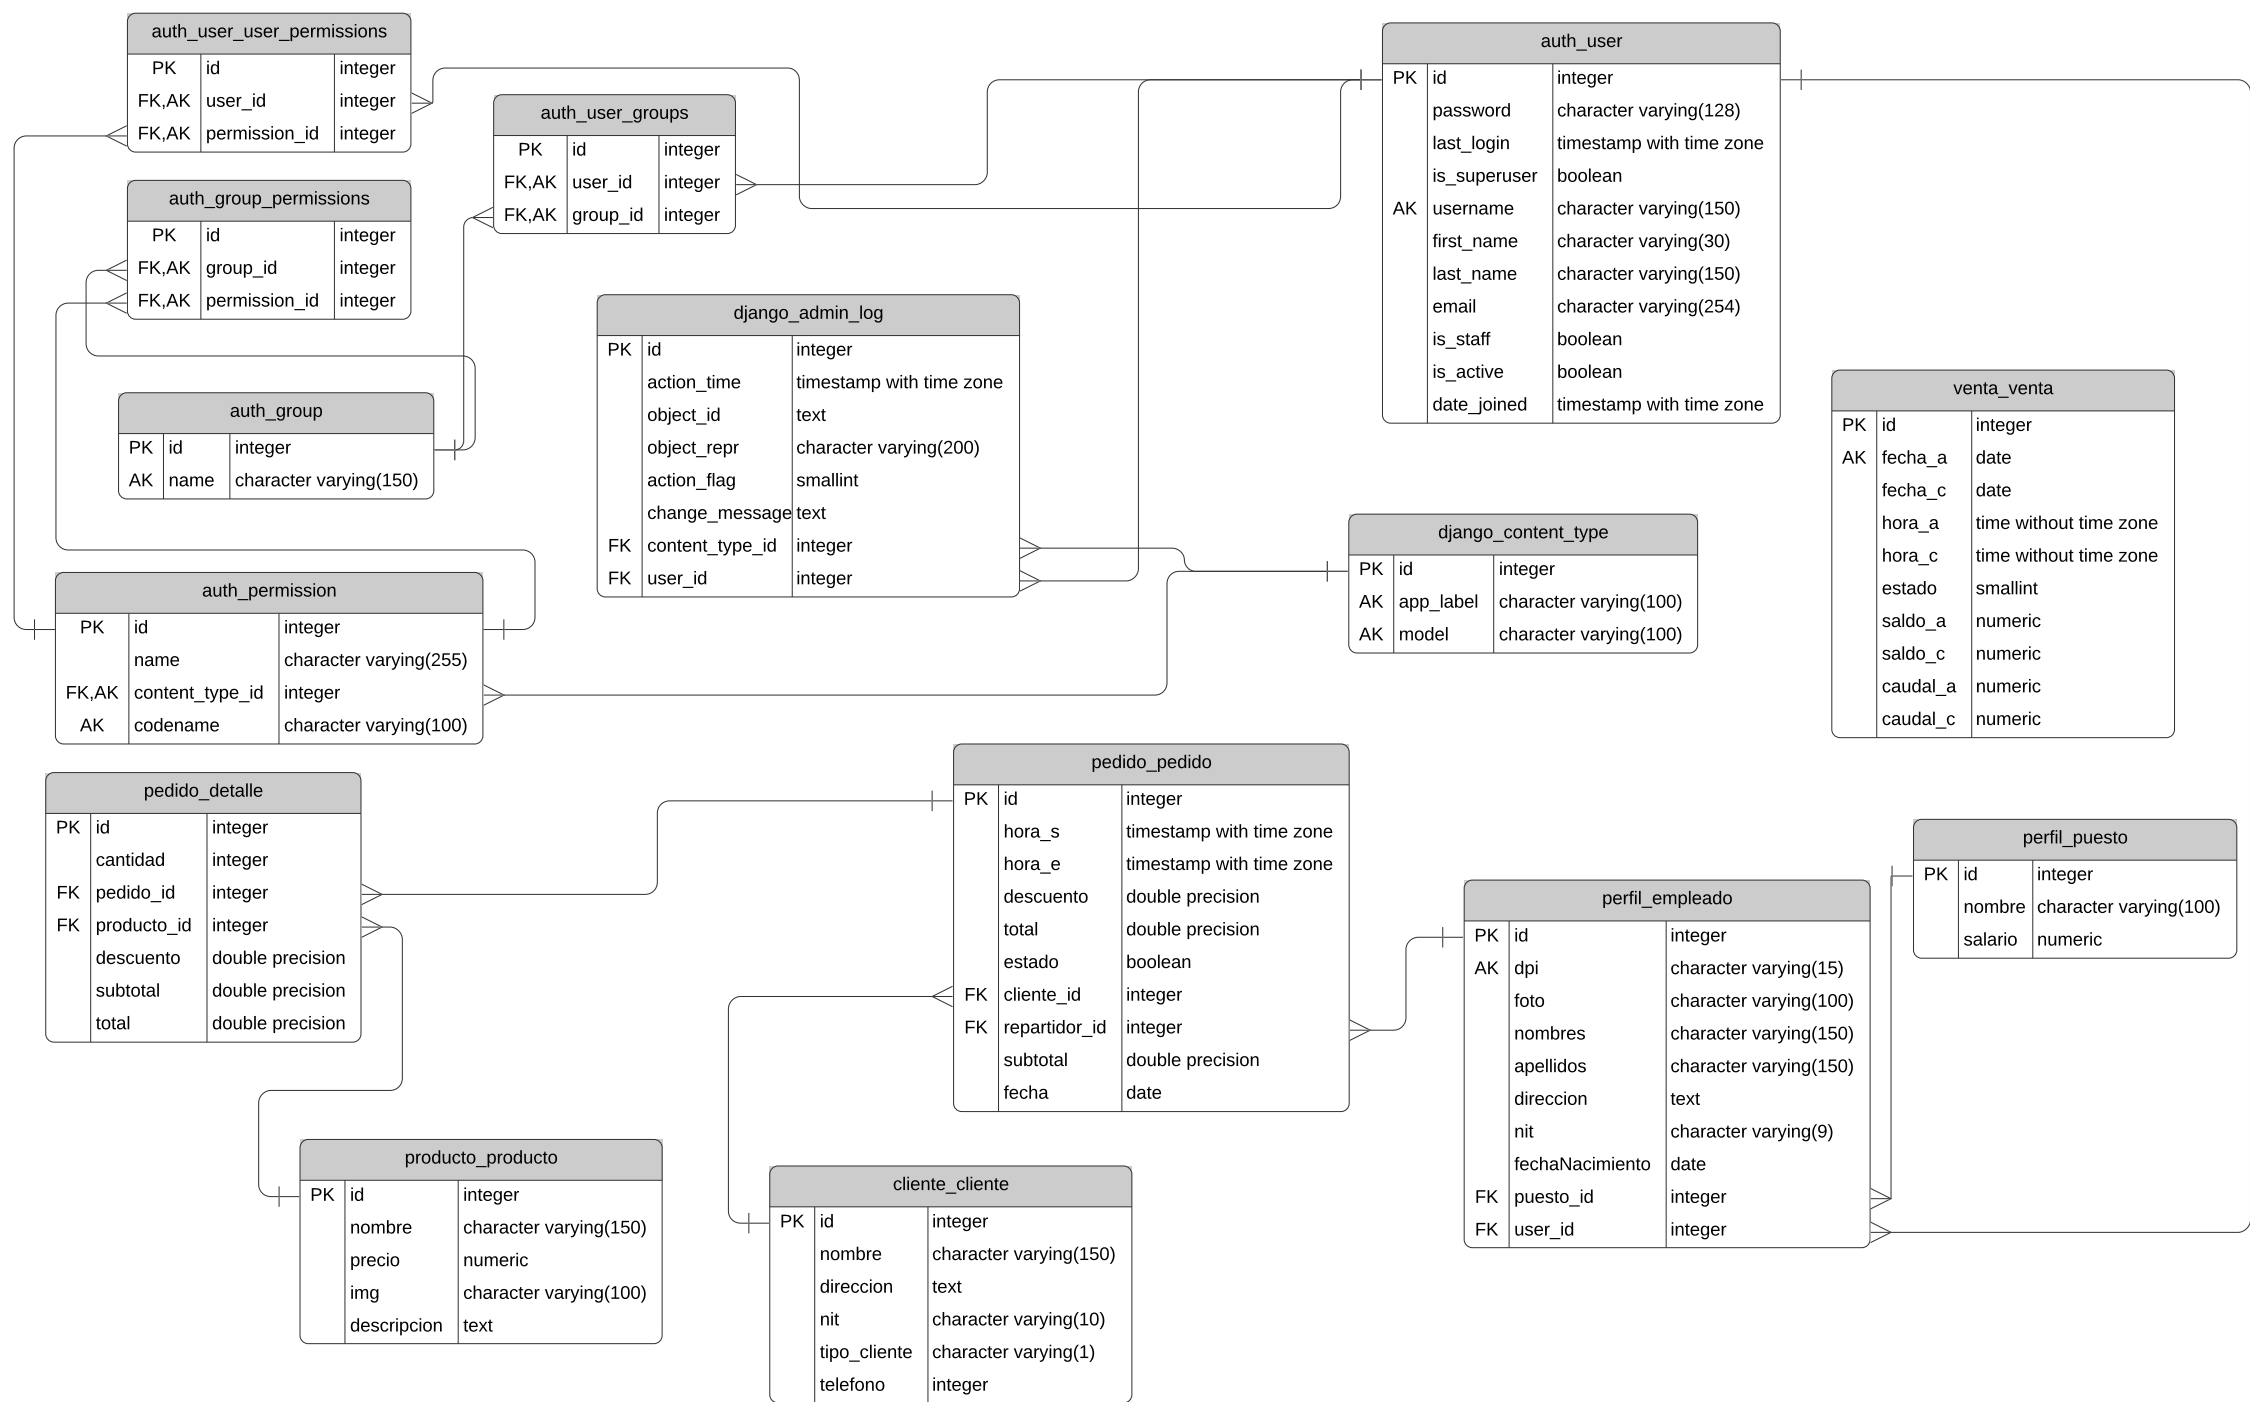 auth_user_user_permissions
PK id integer
FK,AK user_id integer
FK,AK permission_id integer
auth_user_groups
PK id integer
FK,AK user_id integer
FK,AK group_id integer
auth_user
PK id integer
password character varying(128)
last_login timestamp with time zone
is_superuser boolean
AK username character varying(150)
first_name character varying(30)
last_name character varying(150)
email character varying(254)
is_staff boolean
is_active boolean
date_joined timestamp with time zone
auth_group_permissions
PK id integer
FK,AK group_id integer
FK,AK permission_id integer
django_admin_log
PK id integer
action_time timestamp with time zone
object_id text
object_repr character varying(200)
action_flag smallint
change_message text
FK content_type_id integer
FK user_id integer
venta_venta
PK id integer
AK fecha_a date
fecha_c date
hora_a time without time zone
hora_c time without time zone
estado smallint
saldo_a numeric
saldo_c numeric
caudal_a numeric
caudal_c numeric
auth_group
PK id integer
AK name character varying(150)
django_content_type
PK id integer
AK app_label character varying(100)
AK model character varying(100)
auth_permission
PK id integer
name character varying(255)
FK,AK content_type_id integer
AK codename character varying(100)
pedido_detalle
PK id integer
cantidad integer
FK pedido_id integer
FK producto_id integer
descuento double precision
subtotal double precision
total double precision
pedido_pedido
PK id integer
hora_s timestamp with time zone
hora_e timestamp with time zone
descuento double precision
total double precision
estado boolean
FK cliente_id integer
FK repartidor_id integer
subtotal double precision
fecha date
perfil_puesto
PK id integer
nombre character varying(100)
salario numeric
perfil_empleado
PK id integer
AK dpi character varying(15)
foto character varying(100)
nombres character varying(150)
apellidos character varying(150)
direccion text
nit character varying(9)
fechaNacimiento date
FK puesto_id integer
FK user_id integer
producto_producto
PK id integer
nombre character varying(150)
precio numeric
img character varying(100)
descripcion text
cliente_cliente
PK id integer
nombre character varying(150)
direccion text
nit character varying(10)
tipo_cliente character varying(1)
telefono integer